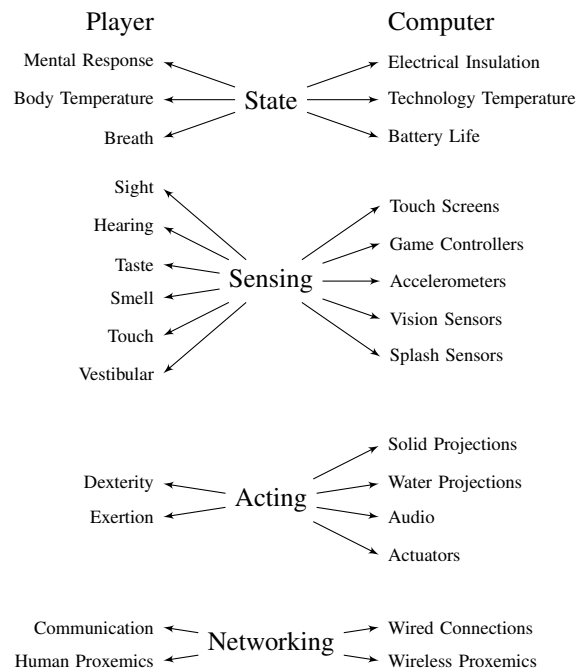 Player Computer
Mental Response Electrical Insulation
Body Temperature State Technology Temperature
Breath Battery Life
Sight
Touch Screens
Hearing
Game Controllers
Taste
Sensing Accelerometers
Smell
Vision Sensors
Touch
Splash Sensors
Vestibular
Solid Projections
Dexterity Water Projections
Acting
Exertion Audio
Actuators
Communication Wired Connections
Networking
Human Proxemics Wireless Proxemics